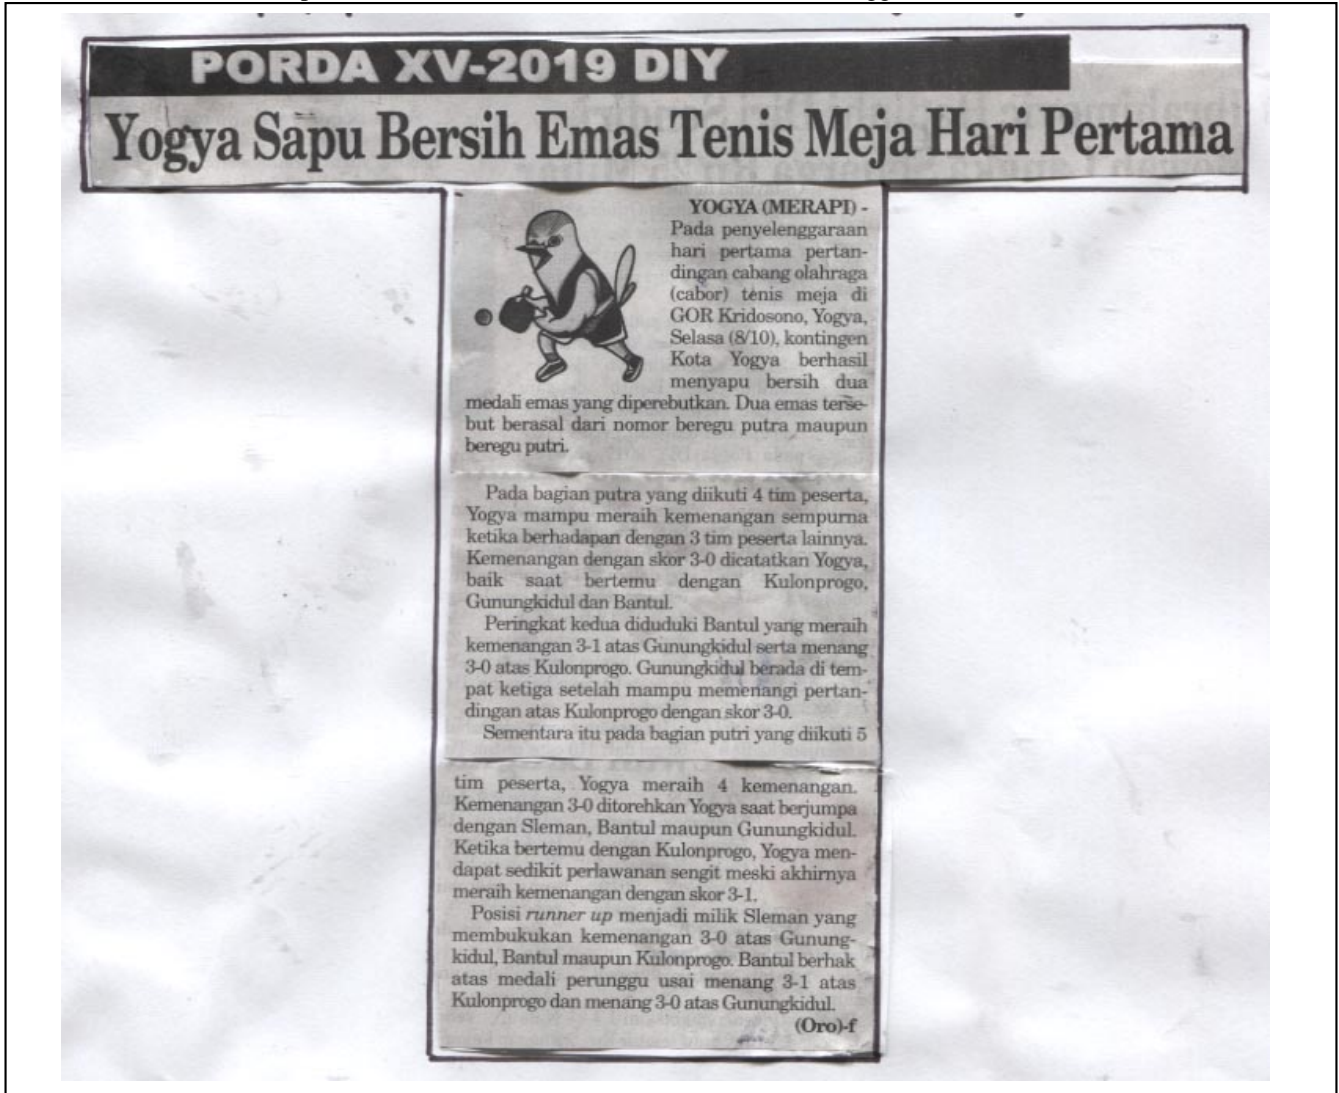 PORDA XV-2019 DIY
Yogya Sapu Bersih Emas Tenis Meja Hari Pertama
YOGYA (MERAPI) -
Pada penyelenggaraan
hari pertama pertan-
dingan cabang olahraga
(cabor) tenis meja di
GOR Kridosono, Yogya,
Selasa (8/10), kontingen
Kota Yogya berhasil
menyapu bersih dua
medali emas yang diperebutkan. Dua emas terse-
but berasal dari nomor beregu putra maupun
beregu putri.
Pada bagian putra yang diikuti 4 tim peserta,
Yogya mampu meraih kemenangan sempurna
ketika berhadapan dengan 3 tim peserta lainnya.
Kemenangan dengan skor 3-0 dicatatkan Yogya,
baik saat bertemu dengan Kulonprogo,
Gunungkidul dan Bantul.
Peringkat kedua diduduki Bantul yang meraih
kemenangan 3-1 atas Gunungkidul serta menang
3-0 atas Kulonprogo. Gunungkidul berada di tem-
pat ketiga setelah mampu memenangi pertan-
dingan atas Kulonprogo dengan skor 3-0.
Sementara itu pada bagian putri yang diikuti 5
tim peserta, Yogya meraih 4 kemenangan.
Kemenangan 3-0 ditorehkan Yogya saat berjumpa
dengan Sleman, Bantul maupun Gunungkidul.
Ketika bertemu dengan Kulonprogo, Yogya men-
dapat sedikit perlawanan sengit meski akhirnya
meraih kemenangan dengan skor 3-1.
Posisi runner up menjadi milik Sleman yang
membukukan kemenangan 3-0 atas Gunung-
kidul, Bantul maupun Kulonprogo. Bantul berhak
atas medali perunggu usai menang 3-1 atas
Kulonprogo dan menang 3-0 atas Gunungkidul.
(Oro)-f